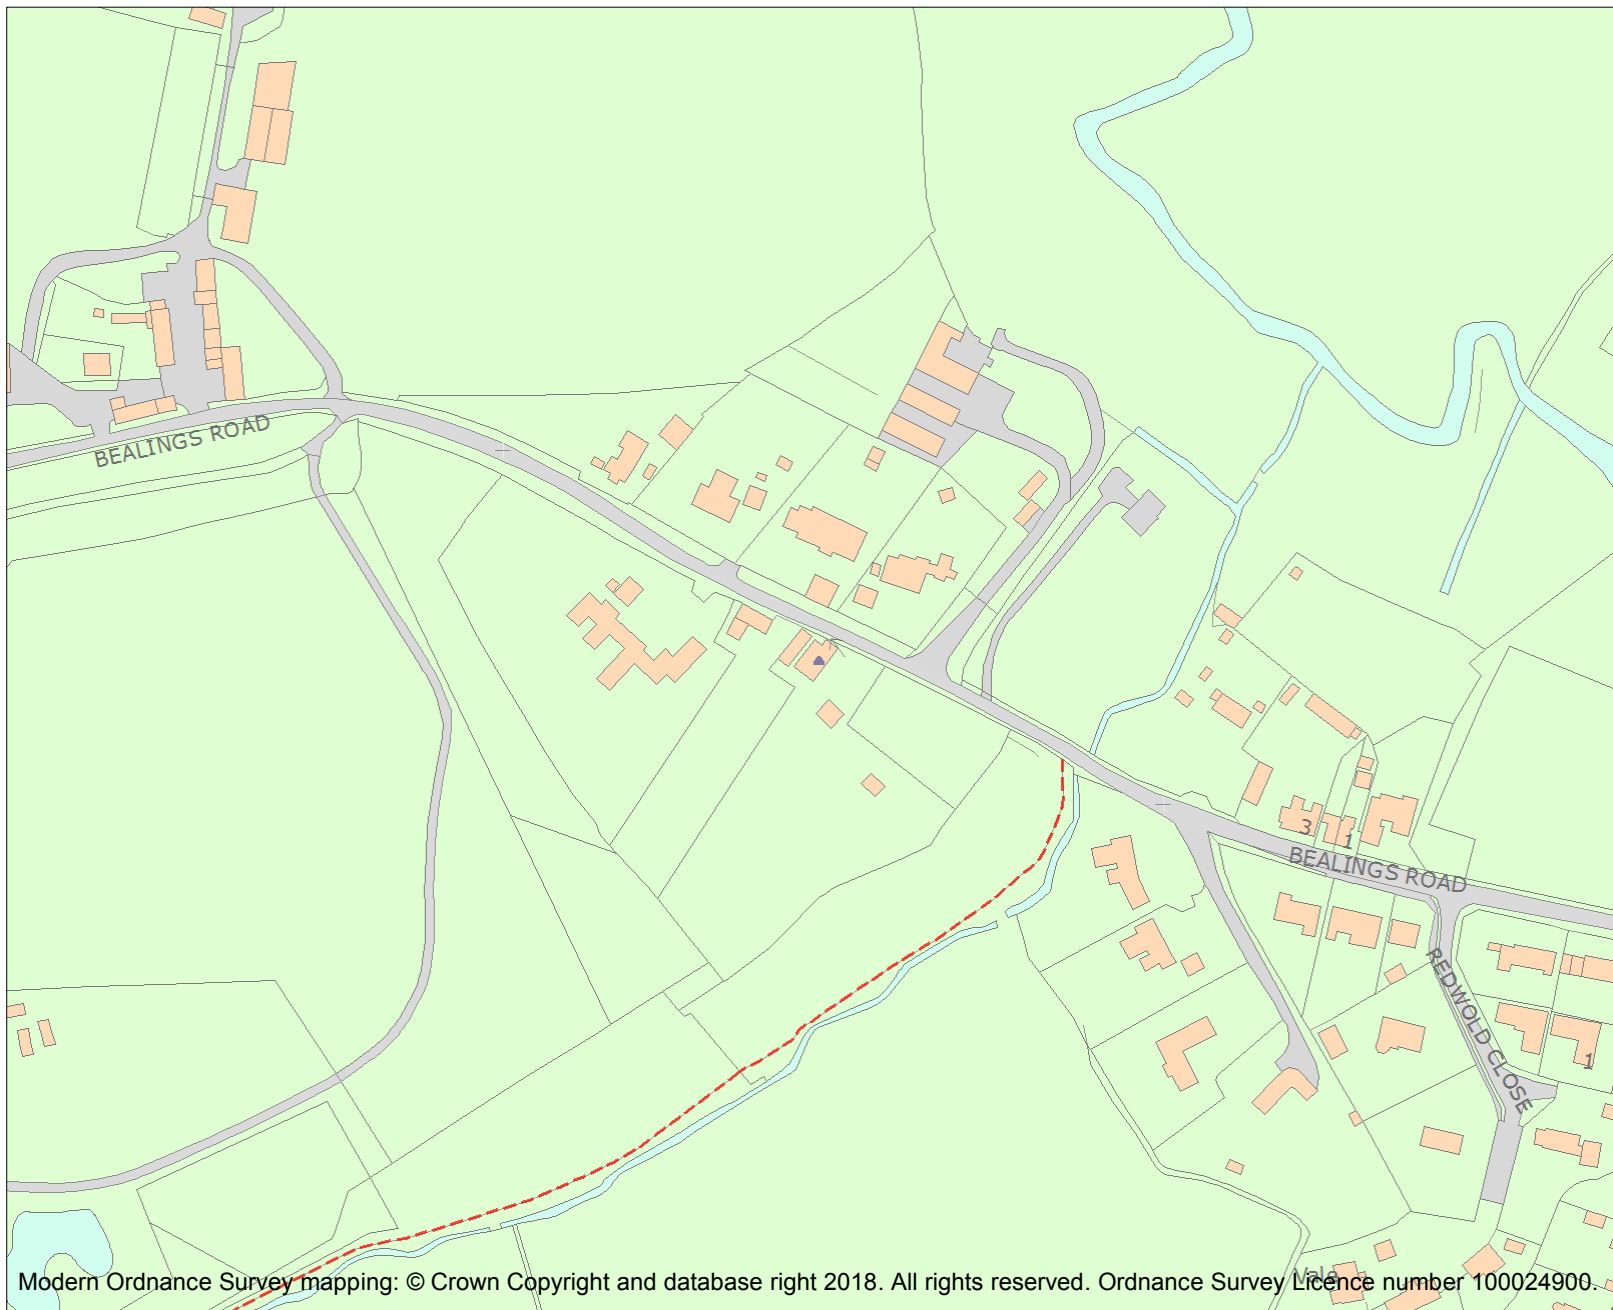 BEALINGS ROAD
3
1
BEALINGS ROAD
REDWOLD CLOSE
1
Vale
Modern Ordnance Survey mapping: © Crown Copyright and database right 2018. All rights reserved. Ordnance Survey Licence number 100024900.